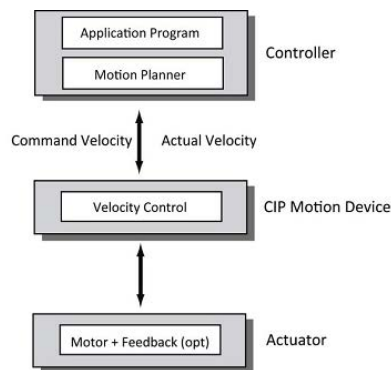 Application Program
Controller
Motion Planner
Command Velocity
Actual Velocity
Velocity Control
CIP Motion Device
Motor + Feedback (opt)
Actuator